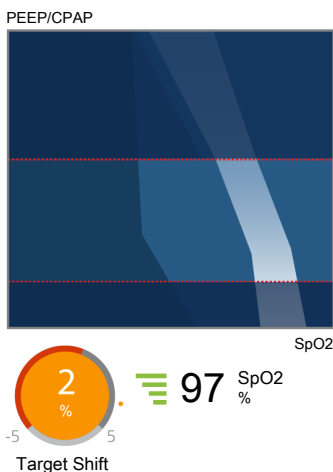 PEEP/CPAP
SpO2
2
%
97 SpO2
%
-5 5
Target Shift